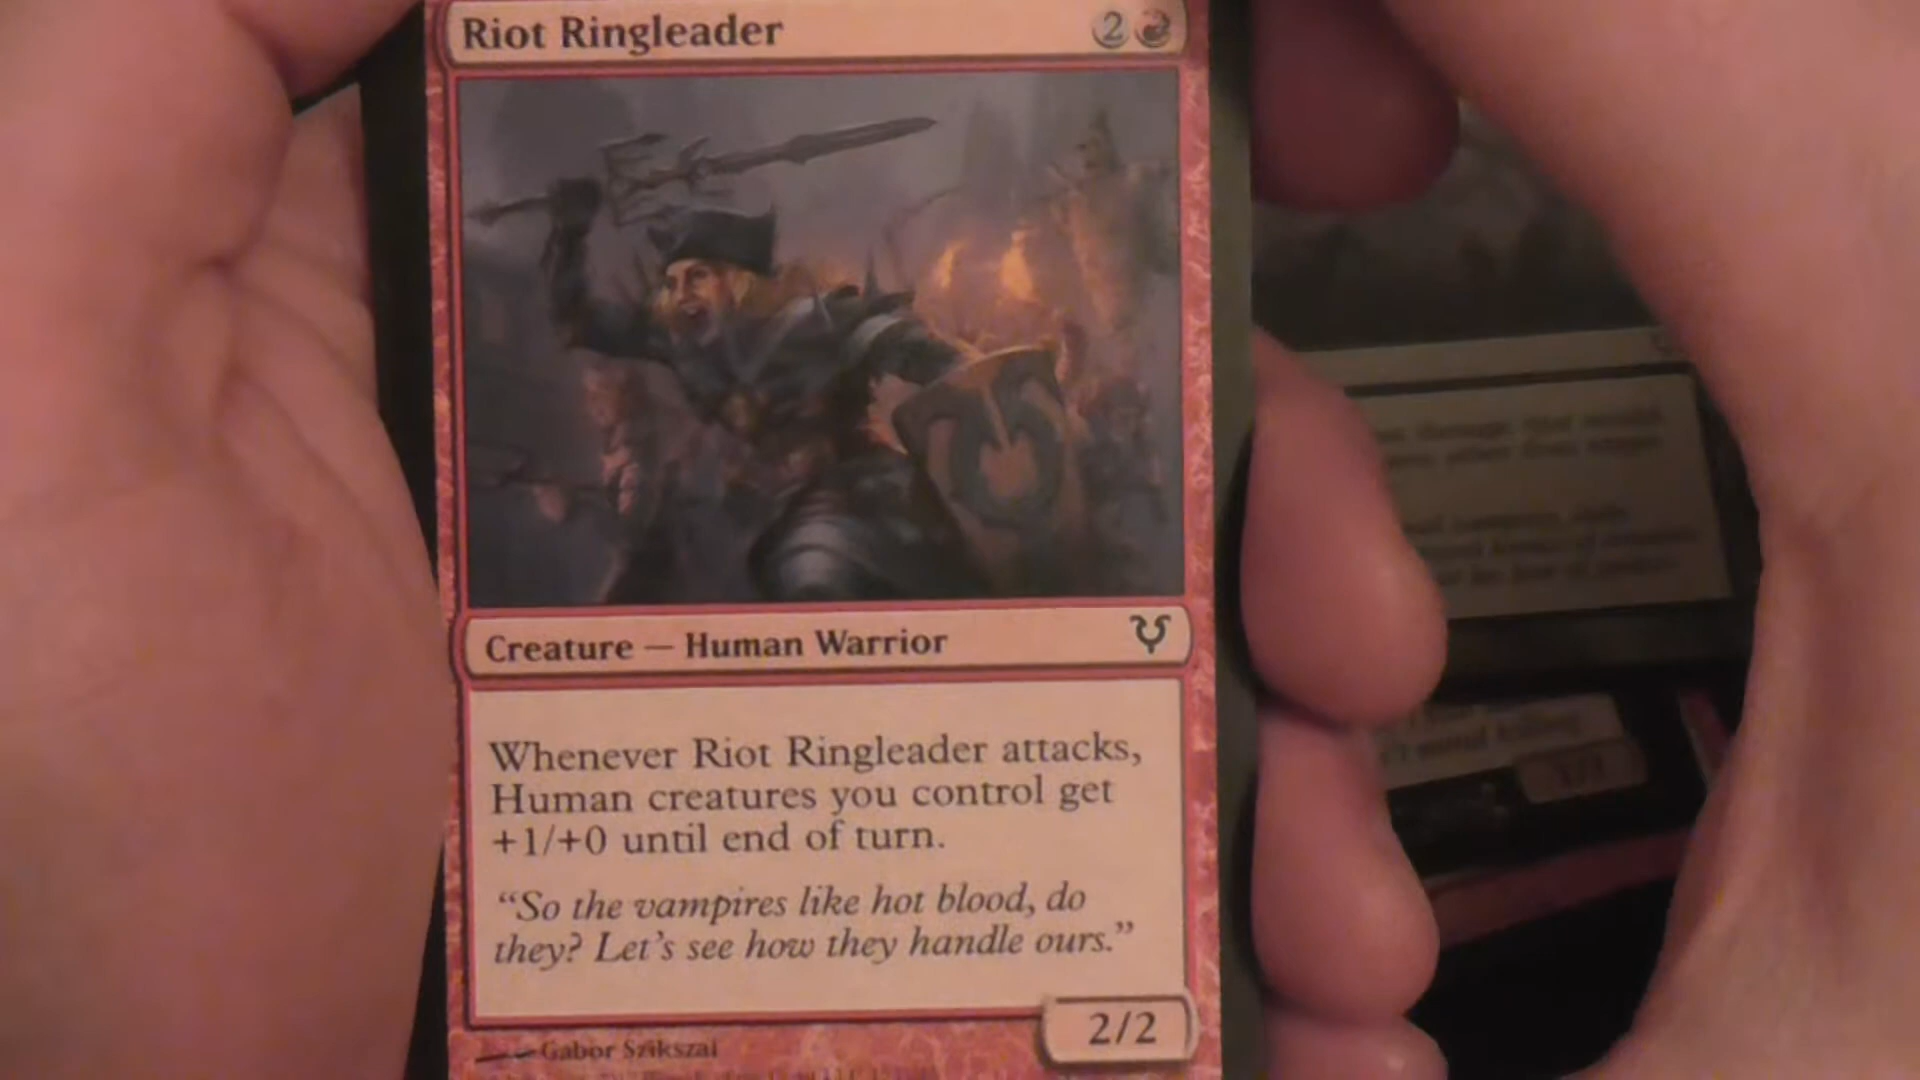 Riot Ringleader 2
Creature — Human Warrior
Whenever Riot Ringleader attacks,
Human creatures you control get
+1/+0 until end of turn.
“So the vampires like hot blood, do
they? Let’s see how they handle ours.”
2/2
Gabor Szikszai